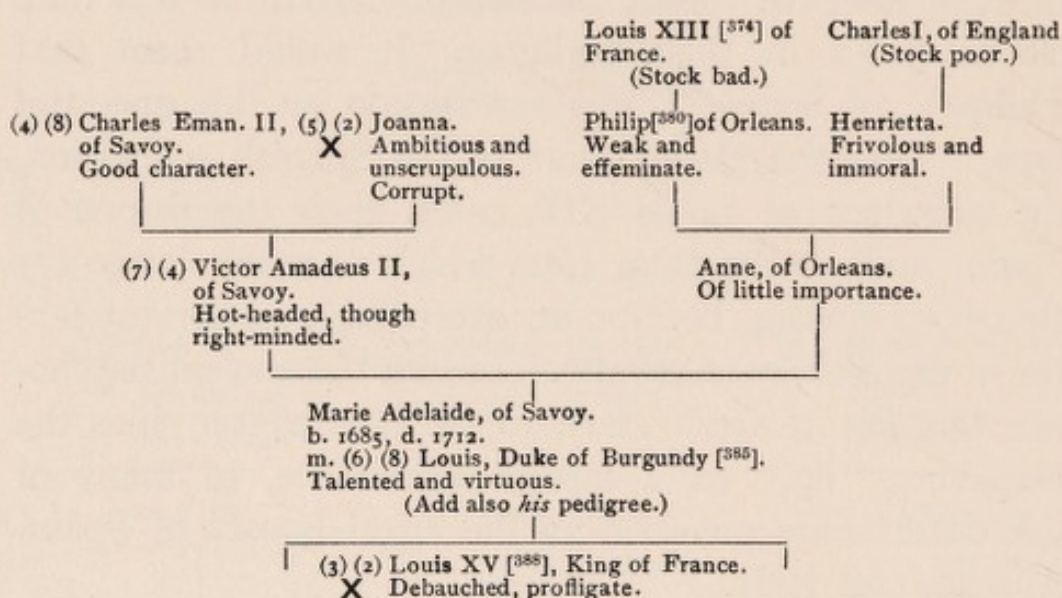 Louis XIII [374] of
France.
(Stock bad.)
Charles I, of England
(Stock poor.)
(4) (8) Charles Eman. II,
of Savoy.
Good character.
(5) (2) Joanna.
X Ambitious and
unscrupulous.
Corrupt.
Philip[380]of Orleans.
Weak and
effeminate.
Henrietta.
Frivolous and
immoral.
(7) (4) Victor Amadeus II,
of Savoy.
Hot-headed, though
right-minded.
Anne, of Orleans.
Of little importance.
Marie Adelaide, of Savoy.
b. 1685, d. 1712.
m. (6) (8) Louis, Duke of Burgundy [385].
Talented and virtuous.
(Add also his pedigree.)
(3) (2) Louis XV [388], King of France.
X Debauched, profligate.